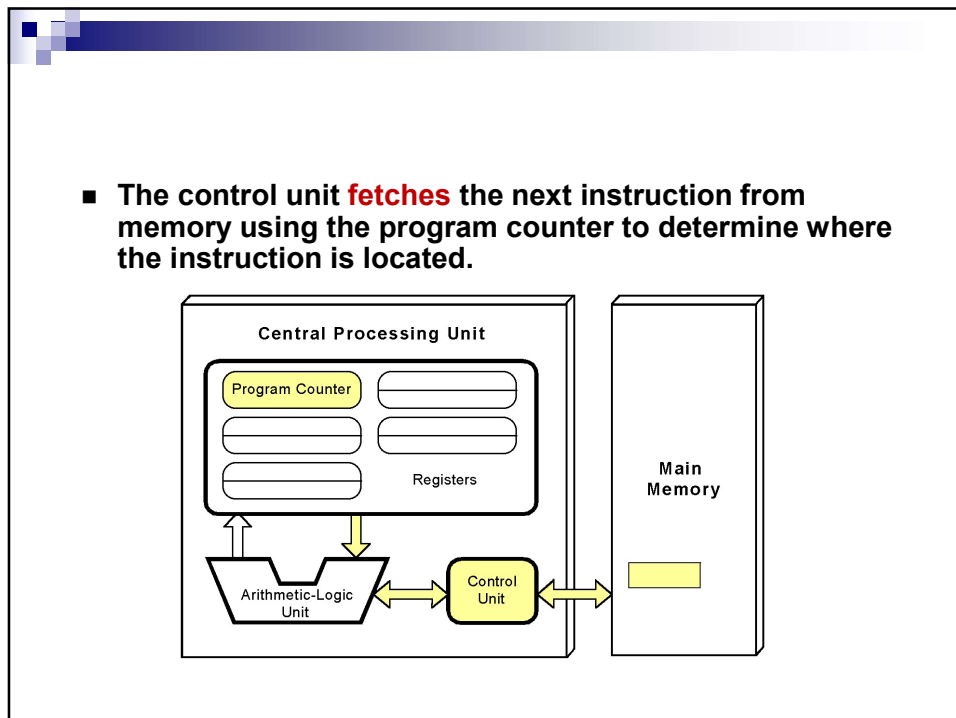 ■ The control unit fetches the next instruction from
memory using the program counter to determine where
the instruction is located.
Central Processing Unit
Program Counter
Registers
Main
Memory
Arithmetic-Logic
Unit
Control
Unit